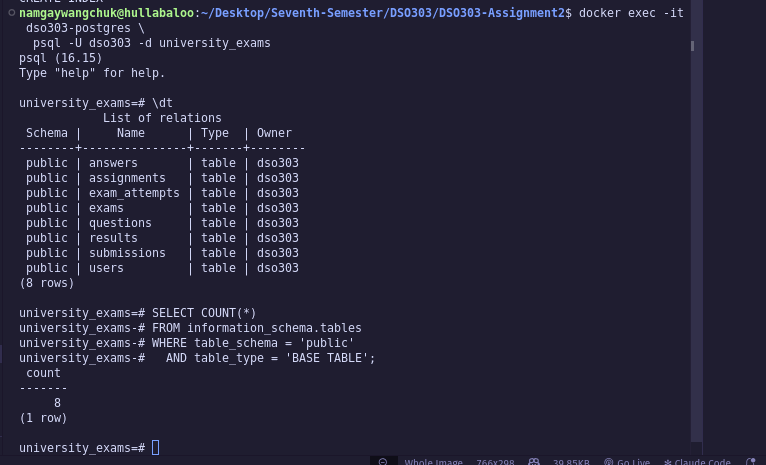 namgaywangchuk@hullabaloo:~/Desktop/Seventh-Semester/DSO303/DSO303-Assignment2$ docker exec -it
 dso303-postgres \
  psql -U dso303 -d university_exams
psql (16.15)
Type "help" for help.

university_exams=# \dt
            List of relations
 Schema |     Name      | Type  | Owner
--------+---------------+-------+--------
 public | answers       | table | dso303
 public | assignments   | table | dso303
 public | exam_attempts | table | dso303
 public | exams         | table | dso303
 public | questions     | table | dso303
 public | results       | table | dso303
 public | submissions   | table | dso303
 public | users         | table | dso303
(8 rows)

university_exams=# SELECT COUNT(*)
university_exams-# FROM information_schema.tables
university_exams-# WHERE table_schema = 'public'
university_exams-#   AND table_type = 'BASE TABLE';
 count
-------
     8
(1 row)

university_exams=#
Whole Image 766x298 39.85KB Go Live Claude Code